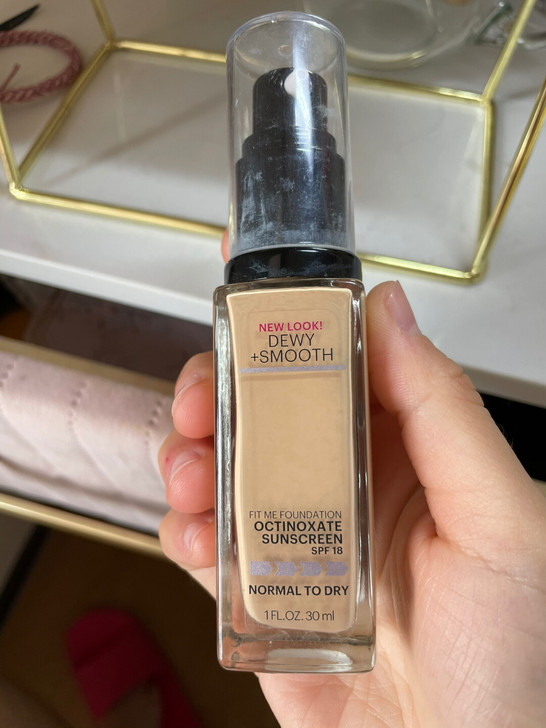 NEW LOOK!
DEWY
+SMOOTH
FIT ME FOUNDATION
OCTINOXATE
SUNSCREEN
SPF 18
NORMAL TO DRY
1 FL.OZ. 30 ml